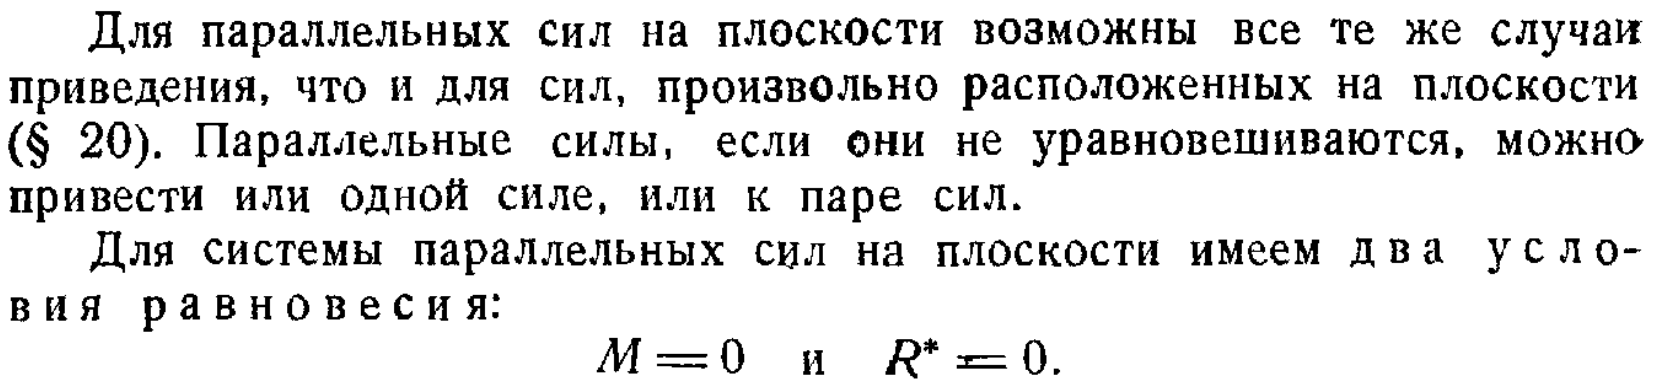 Для параллельных сил на плоскости возможны все те же случаи
приведения, что и для сил, произвольно расположенных на плоскости
(§ 20). Параллельные силы, если они не уравновешиваются, можно
привести или одной силе, или к паре сил.
Для системы параллельных сил на плоскости имеем два усло-
вия равновесия:
M = 0 и R* = 0.